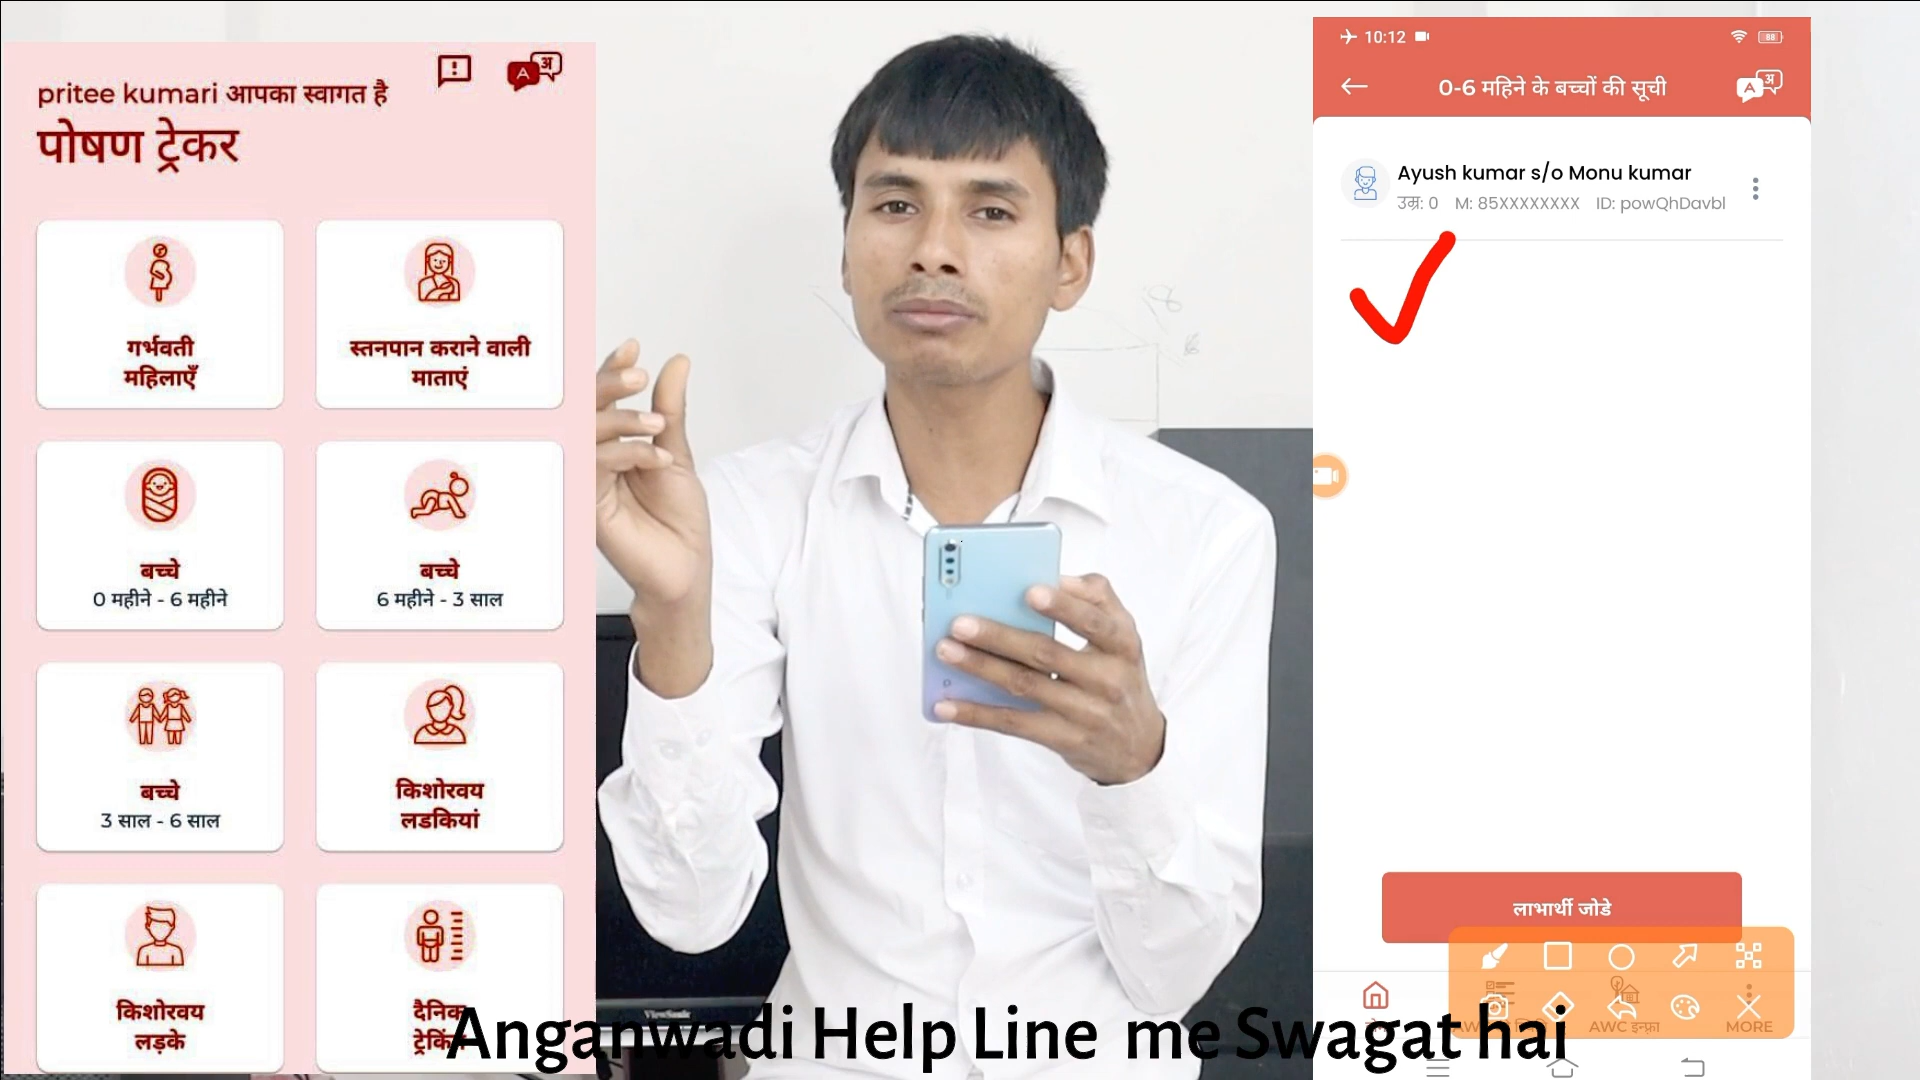 pritee kumari आपका स्वागत है
पोषण ट्रेकर
गर्भवती
महिलाएँ
स्तनपान कराने वाली
माताएं
बच्चे
0 महीने - 6 महीने
बच्चे
6 महीने - 3 साल
बच्चे
3 साल - 6 साल
किशोरवय
लडकियां
किशोरवय
लड़के
दैनिक
ट्रेकिंग
ViewSonic
10:12
88
0-6 महिने के बच्चों की सूची
Ayush kumar s/o Monu kumar
उम्र: 0 M: 85XXXXXXXX ID: powQhDavbl
लाभार्थी जोडे
AWC इन्फ्रा
MORE
Anganwadi Help Line me Swagat hai